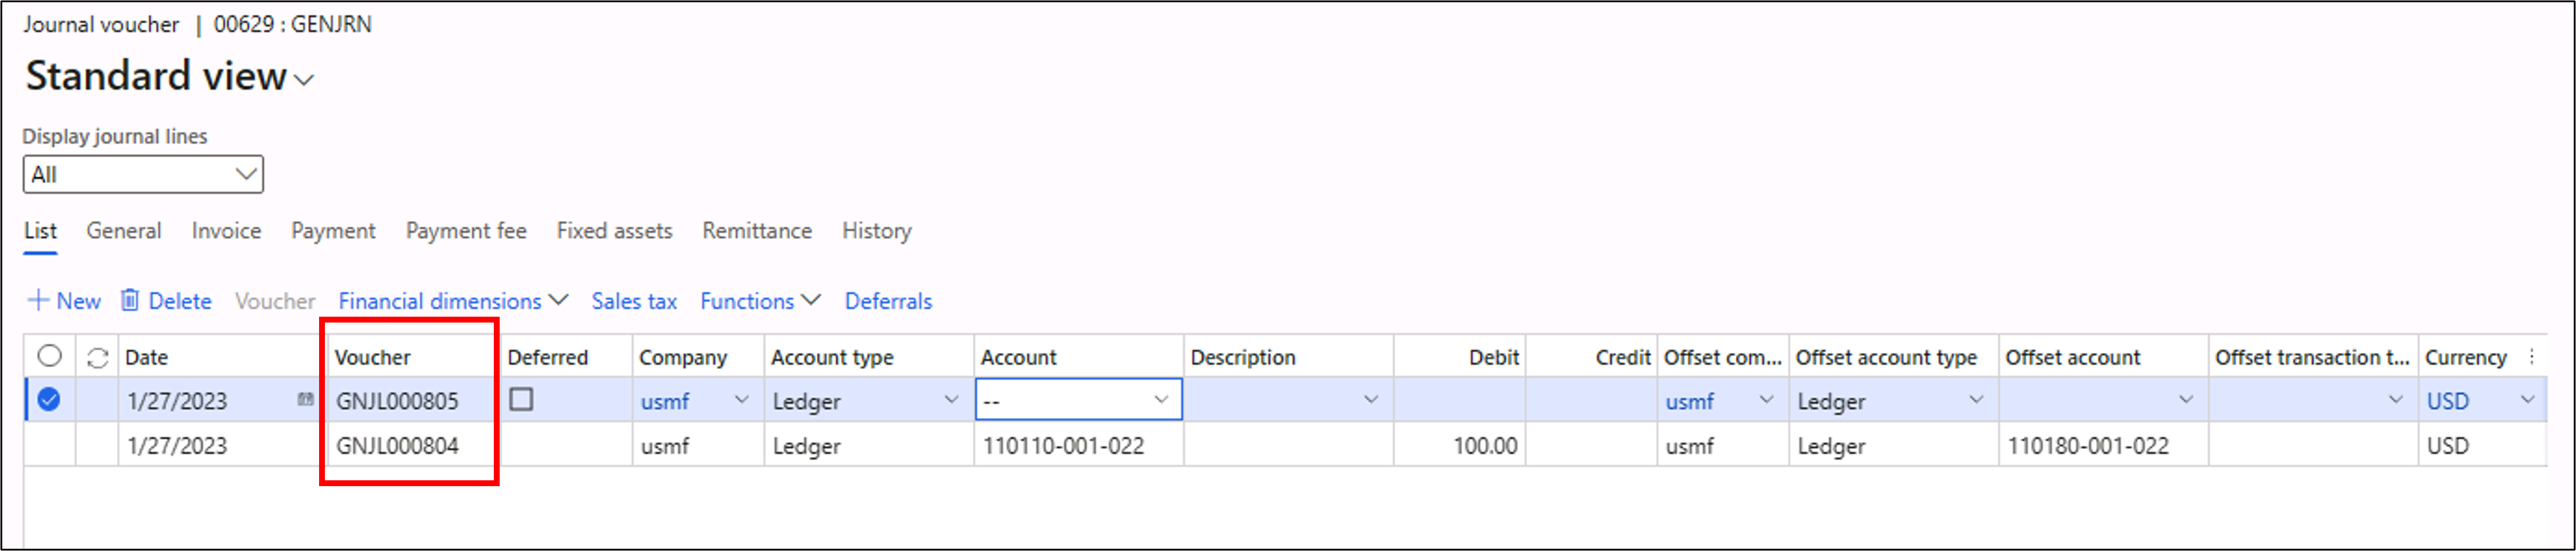 Journal voucher | 00629 : GENJRN
Standard view
Display journal lines
All
List General Invoice Payment Payment fee Fixed assets Remittance History
New Delete Voucher Financial dimensions Sales tax Functions Deferrals
Date Voucher Deferred Company Account type Account Description Debit Credit Offset com... Offset account type Offset account Offset transaction t... Currency
1/27/2023 GNJL000805 usmf Ledger -- usmf Ledger USD
1/27/2023 GNJL000804 usmf Ledger 110110-001-022 100.00 usmf Ledger 110180-001-022 USD